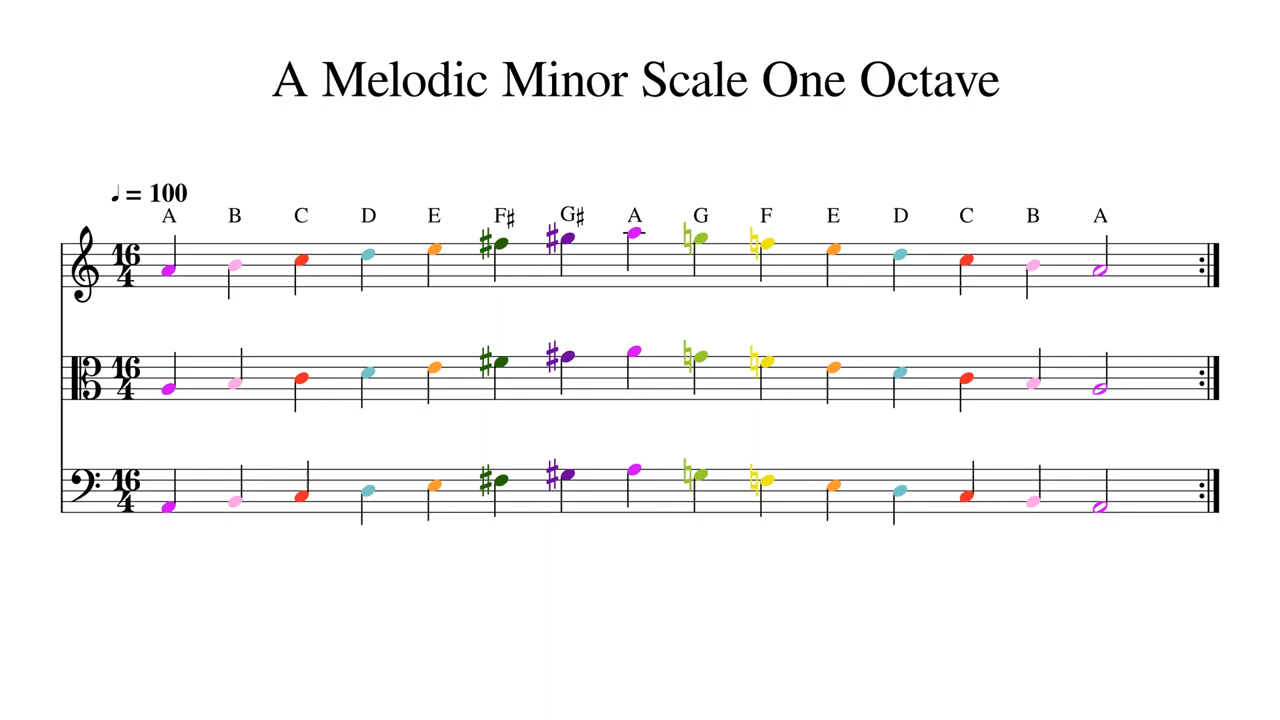 A Melodic Minor Scale One Octave
♩ = 100
A B C D E F♯ G♯ A G F E D C B A
16
4
16
4
16
4